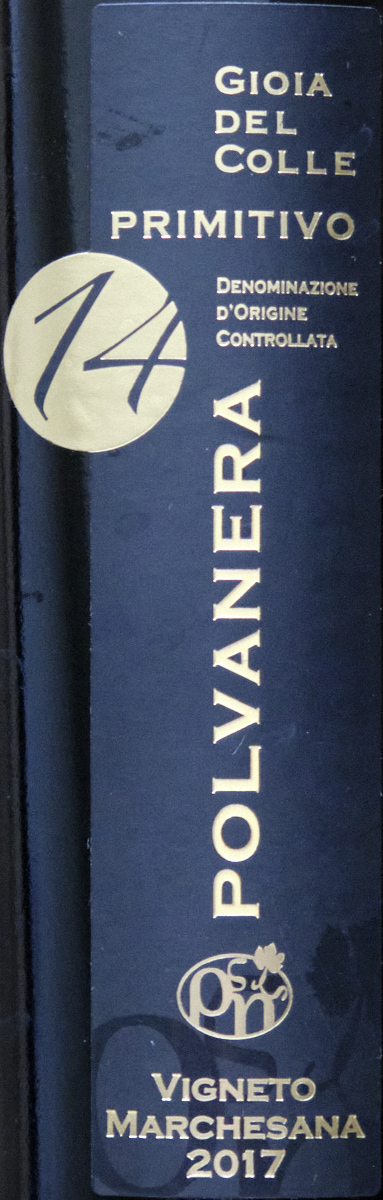 GIOIA
DEL
COLLE
PRIMITIVO
14
DENOMINAZIONE
D'ORIGINE
CONTROLLATA
POLVANERA
VIGNETO
MARCHESANA
2017